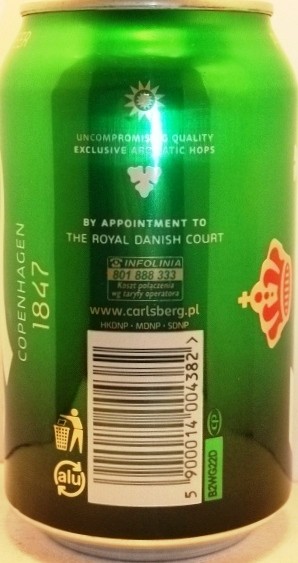 UNCOMPROMISING QUALITY
EXCLUSIVE AROMATIC HOPS
BY APPOINTMENT TO
THE ROYAL DANISH COURT
INFOLINIA
801 888 333
Koszt połączenia
wg taryfy operatora
www.carlsberg.pl
HKDNP - MDNP - SDNP
COPENHAGEN
1847
5 900014 004382 >
B2W022D
alu